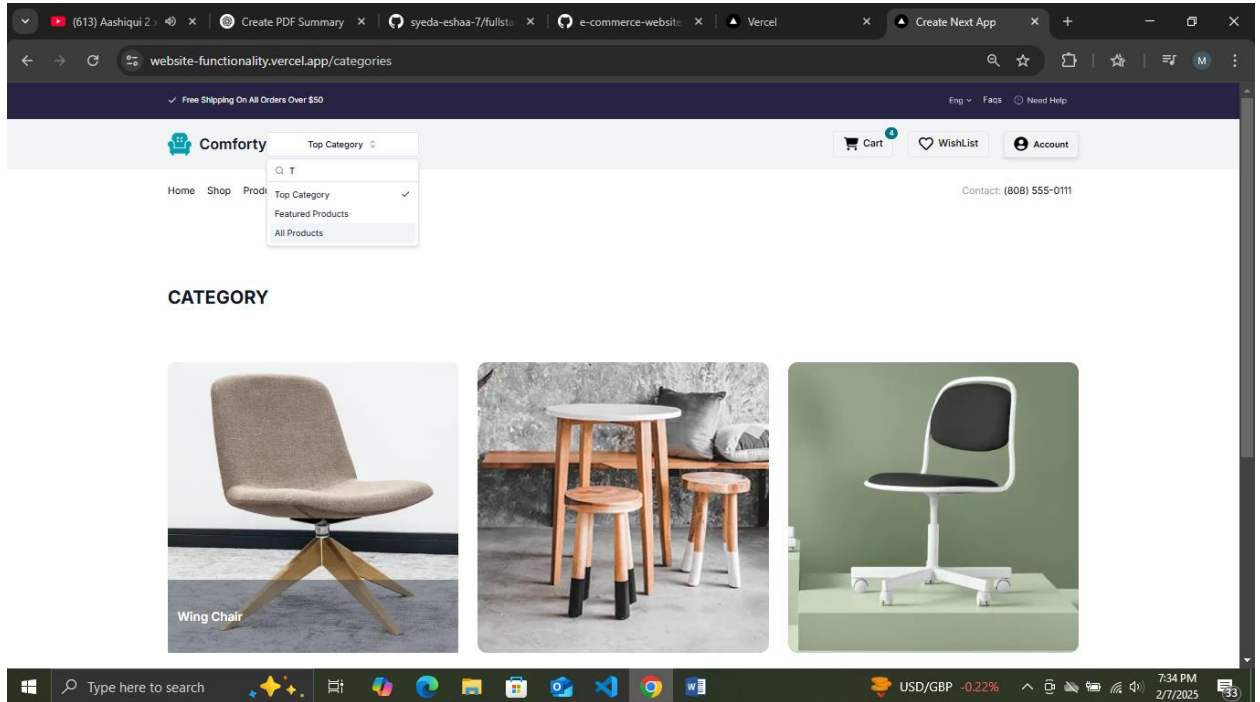 (613) Aashiqui 2 x
Create PDF Summary
syeda-eshaa-7/fullsta
e-commerce-website
Vercel
Create Next App
website-functionality.vercel.app/categories
M
Free Shipping On All Orders Over $50
Eng
Faqs
Need Help
Comforty
Top Category
Cart
4
WishList
Account
T
Home
Shop
Produ
Top Category
Contact: (808) 555-0111
Featured Products
All Products
CATEGORY
Wing Chair
Type here to search
USD/GBP -0.22%
7:34 PM
2/7/2025
33